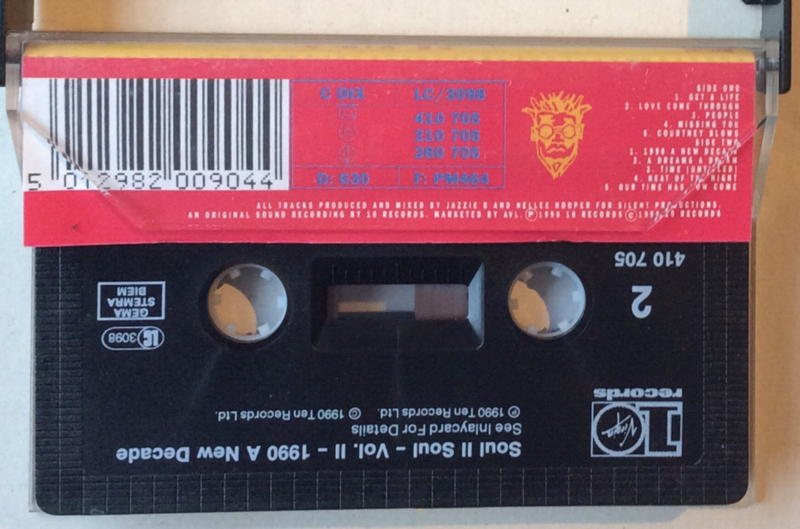 C DIX
LC/3098
410 705
210 705
260 705
D: 630
F: PM464
5 012982 009044
SIDE ONE
1. GET A LIFE
2. LOVE COME THROUGH
3. PEOPLE
4. MISSING YOU
5. COURTNEY BLOWS
SIDE TWO
1. 1990 A NEW DECADE
2. A DREAMS A DREAM
3. TIME (UNTITLED)
4. HEAT OF THE NIGHT
5. OUR TIME HAS NOW COME
ALL TRACKS PRODUCED AND MIXED BY JAZZIE B AND NELLEE HOOPER FOR SILENT PRODUCTIONS.
AN ORIGINAL SOUND RECORDING BY 10 RECORDS. MARKETED BY AVL. ℗ 1990 10 RECORDS © 1990 10 RECORDS
Virgin
TEN
records
Soul II Soul – Vol. II – 1990 A New Decade
See Inlaycard For Details
℗ 1990 Ten Records Ltd. © 1990 Ten Records Ltd.
2
410 705
LC 3098
GEMA
STEMRA
BIEM